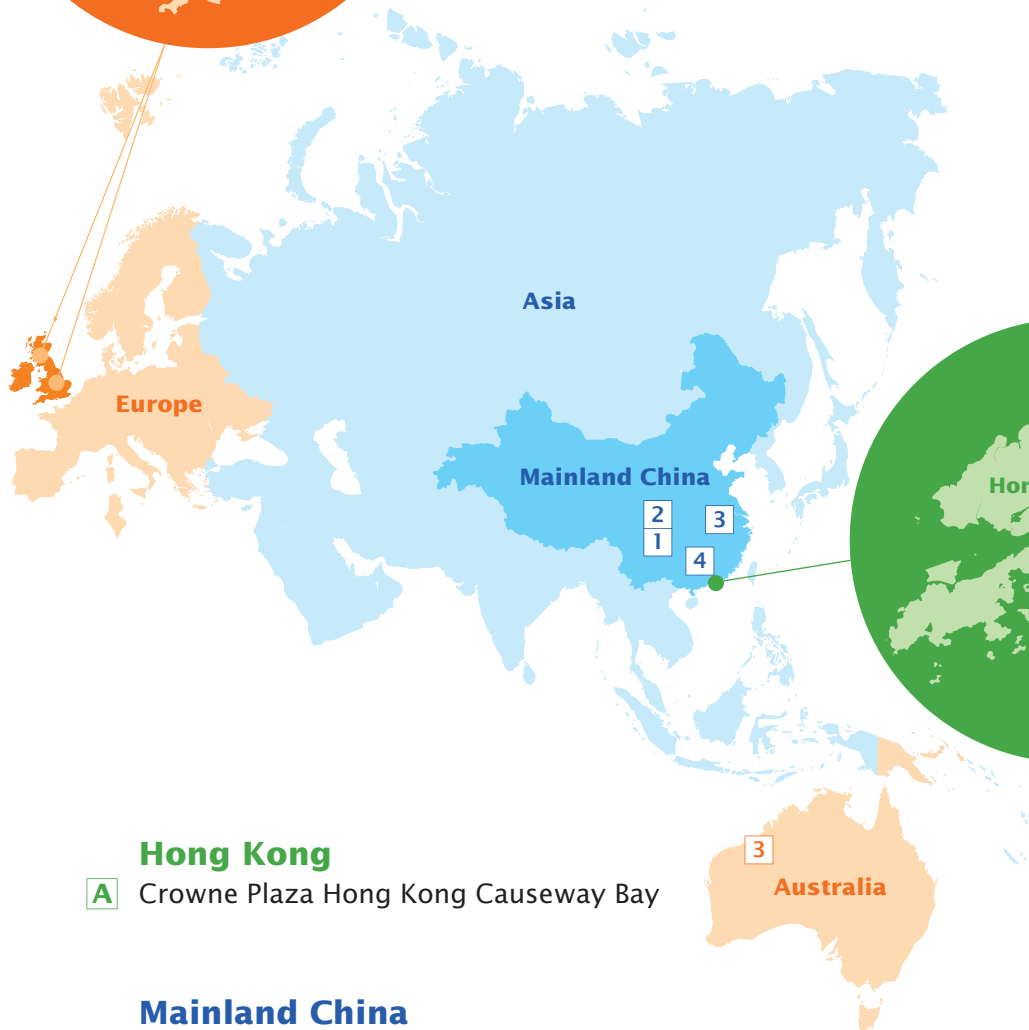 Asia
Europe
Mainland China
2
3
1
4
3
Australia
Hong Kong
A Crowne Plaza Hong Kong Causeway Bay
Mainland China